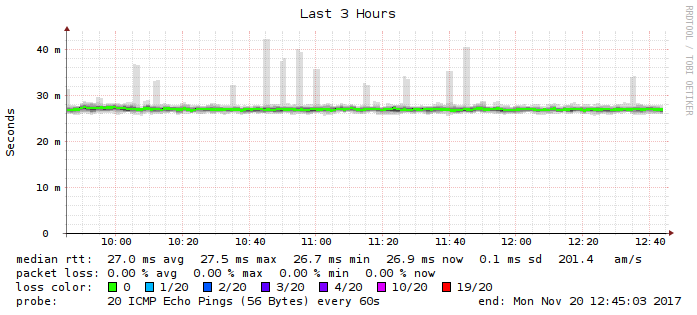 Last 3 Hours
RRDTOOL / TOBI OETIKER
Seconds
40 m
30 m
20 m
10 m
0
10:00 10:20 10:40 11:00 11:20 11:40 12:00 12:20 12:40
median rtt: 27.0 ms avg 27.5 ms max 26.7 ms min 26.9 ms now 0.1 ms sd 201.4 am/s
packet loss: 0.00 % avg 0.00 % max 0.00 % min 0.00 % now
loss color: 0 1/20 2/20 3/20 4/20 10/20 19/20
probe: 20 ICMP Echo Pings (56 Bytes) every 60s end: Mon Nov 20 12:45:03 2017